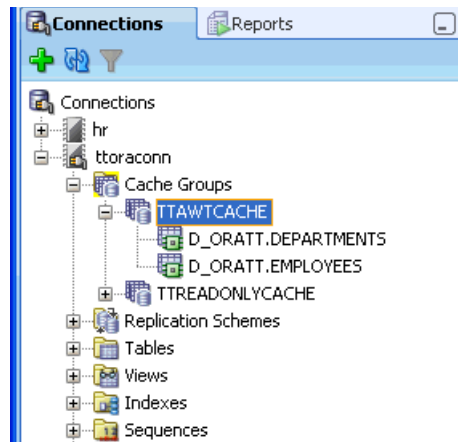 Connections Reports
Connections
hr
ttoraconn
Cache Groups
TTAWTCACHE
D_ORATT.DEPARTMENTS
D_ORATT.EMPLOYEES
TTREADONLYCACHE
Replication Schemes
Tables
Views
Indexes
Sequences